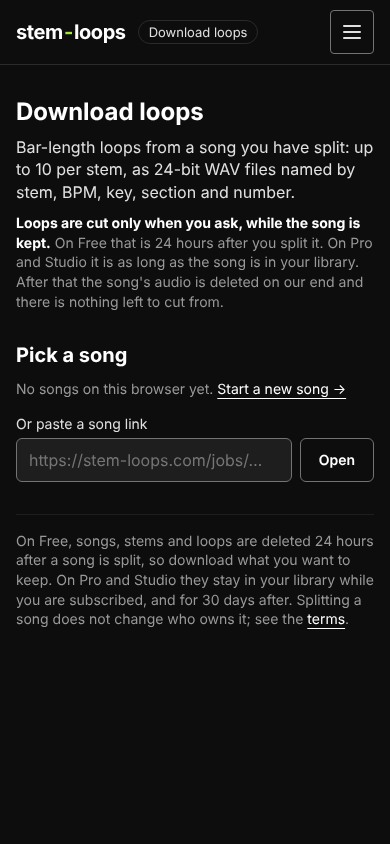 stem-loops
Download loops
Download loops
Bar-length loops from a song you have split: up
to 10 per stem, as 24-bit WAV files named by
stem, BPM, key, section and number.
Loops are cut only when you ask, while the song is
kept. On Free that is 24 hours after you split it. On Pro
and Studio it is as long as the song is in your library.
After that the song's audio is deleted on our end and
there is nothing left to cut from.
Pick a song
No songs on this browser yet. Start a new song →
Or paste a song link
https://stem-loops.com/jobs/...
Open
On Free, songs, stems and loops are deleted 24 hours
after a song is split, so download what you want to
keep. On Pro and Studio they stay in your library while
you are subscribed, and for 30 days after. Splitting a
song does not change who owns it; see the terms.